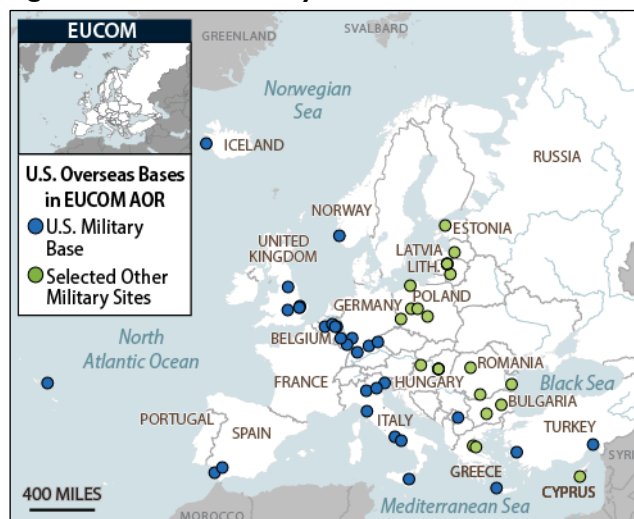 EUCOM
U.S. Overseas Bases
in EUCOM AOR
U.S. Military
Base
Selected Other
Military Sites
GREENLAND
SVALBARD
Norwegian
Sea
ICELAND
RUSSIA
NORWAY
ESTONIA
UNITED
KINGDOM
LATVIA
LITH.
GERMANY
POLAND
BELGIUM
North
Atlantic Ocean
FRANCE
HUNGARY
ROMANIA
Black Sea
BULGARIA
ITALY
PORTUGAL
SPAIN
TURKEY
GREECE
CYPRUS
400 MILES
Mediterranean Sea
MOROCCO